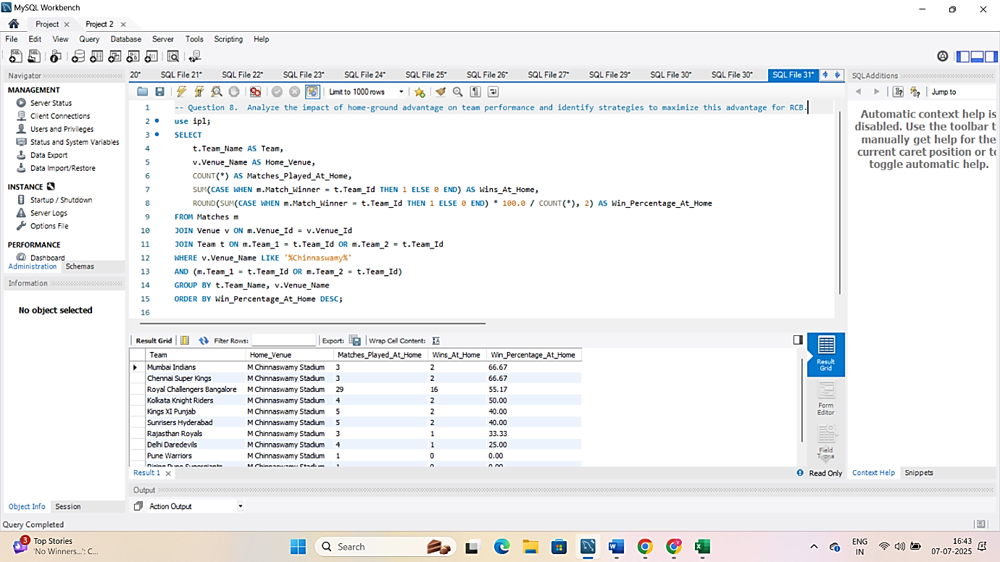 MySQL Workbench
Project
Project 2
File Edit View Query Database Server Tools Scripting Help
Navigator
20* SQL File 21* SQL File 22* SQL File 23* SQL File 24* SQL File 25* SQL File 26* SQL File 27* SQL File 29* SQL File 30* SQL File 30* SQL File 31*
SQLAdditions
MANAGEMENT
Server Status
Client Connections
Users and Privileges
Status and System Variables
Data Export
Data Import/Restore
INSTANCE
Startup / Shutdown
Server Logs
Options File
PERFORMANCE
Dashboard
Administration Schemas
Information
No object selected
Object Info Session
Query Completed
Limit to 1000 rows
1 -- Question 8. Analyze the impact of home-ground advantage on team performance and identify strategies to maximize this advantage for RCB.
2 use ipl;
3 SELECT
4 t.Team_Name AS Team,
5 v.Venue_Name AS Home_Venue,
6 COUNT(*) AS Matches_Played_At_Home,
7 SUM(CASE WHEN m.Match_Winner = t.Team_Id THEN 1 ELSE 0 END) AS Wins_At_Home,
8 ROUND(SUM(CASE WHEN m.Match_Winner = t.Team_Id THEN 1 ELSE 0 END) * 100.0 / COUNT(*), 2) AS Win_Percentage_At_Home
9 FROM Matches m
10 JOIN Venue v ON m.Venue_Id = v.Venue_Id
11 JOIN Team t ON m.Team_1 = t.Team_Id OR m.Team_2 = t.Team_Id
12 WHERE v.Venue_Name LIKE '%Chinnaswamy%'
13 AND (m.Team_1 = t.Team_Id OR m.Team_2 = t.Team_Id)
14 GROUP BY t.Team_Name, v.Venue_Name
15 ORDER BY Win_Percentage_At_Home DESC;
16
Jump to
Automatic context help is
disabled. Use the toolbar t
manually get help for the
current caret position or to
toggle automatic help.
Result Grid Filter Rows: Export: Wrap Cell Content:
Team Home_Venue Matches_Played_At_Home Wins_At_Home Win_Percentage_At_Home
Mumbai Indians M Chinnaswamy Stadium 3 2 66.67
Chennai Super Kings M Chinnaswamy Stadium 3 2 66.67
Royal Challengers Bangalore M Chinnaswamy Stadium 29 16 55.17
Kolkata Knight Riders M Chinnaswamy Stadium 4 2 50.00
Kings XI Punjab M Chinnaswamy Stadium 5 2 40.00
Sunrisers Hyderabad M Chinnaswamy Stadium 5 2 40.00
Rajasthan Royals M Chinnaswamy Stadium 3 1 33.33
Delhi Daredevils M Chinnaswamy Stadium 4 1 25.00
Pune Warriors M Chinnaswamy Stadium 1 0 0.00
Rising Pune Supergiants M Chinnaswamy Stadium 1 0 0.00
Result Grid
Form Editor
Field Types
Result 1
Read Only
Context Help Snippets
Output
Action Output
3
Top Stories
'No Winners...': C...
Search
ENG
IN
16:43
07-07-2025